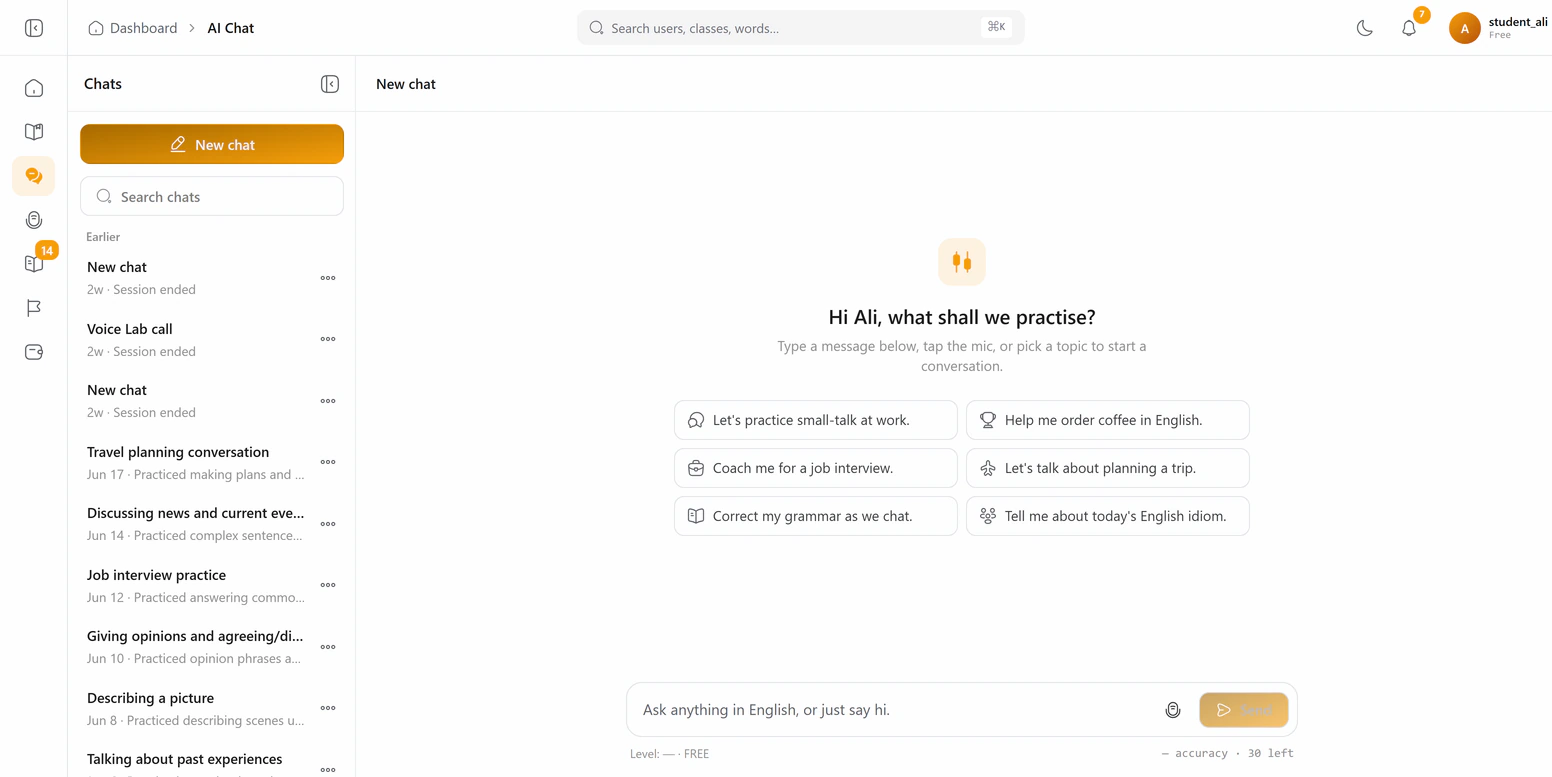 Dashboard > AI Chat
Search users, classes, words...
⌘K
7
A
student_ali
Free
14
Chats
New chat
Search chats
Earlier
New chat
2w · Session ended
Voice Lab call
2w · Session ended
New chat
2w · Session ended
Travel planning conversation
Jun 17 · Practiced making plans and ...
Discussing news and current eve...
Jun 14 · Practiced complex sentence...
Job interview practice
Jun 12 · Practiced answering commo...
Giving opinions and agreeing/di...
Jun 10 · Practiced opinion phrases a...
Describing a picture
Jun 8 · Practiced describing scenes u...
Talking about past experiences
New chat
Hi Ali, what shall we practise?
Type a message below, tap the mic, or pick a topic to start a
conversation.
Let's practice small-talk at work.
Help me order coffee in English.
Coach me for a job interview.
Let's talk about planning a trip.
Correct my grammar as we chat.
Tell me about today's English idiom.
Ask anything in English, or just say hi.
Send
Level: — · FREE
— accuracy · 30 left